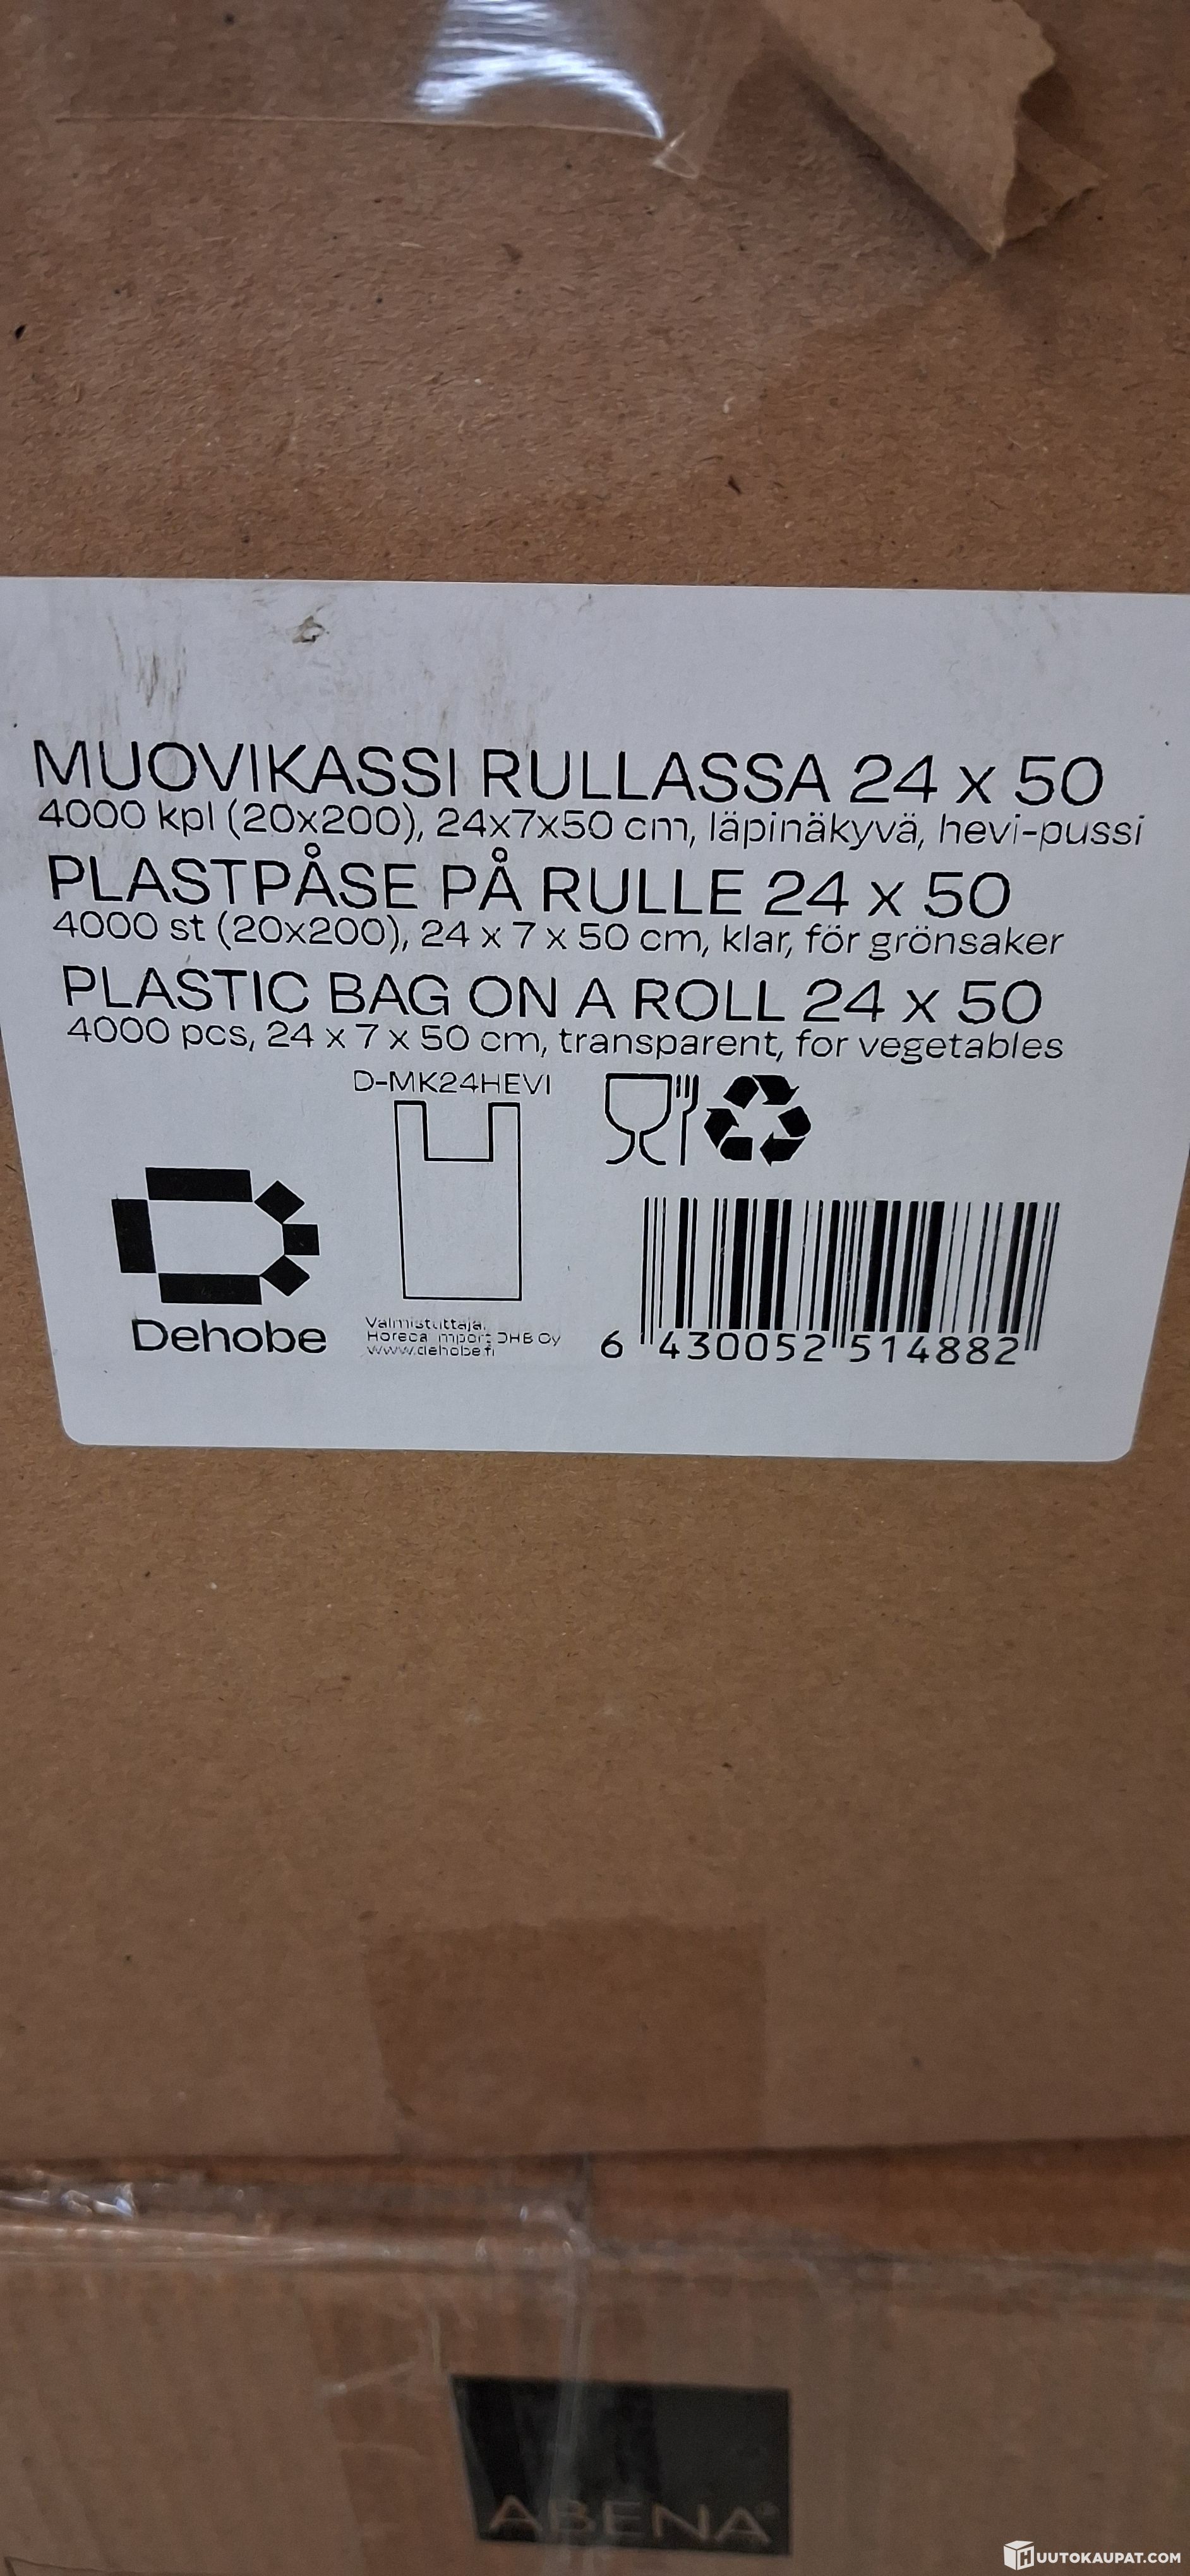 MUOVIKASSI RULLASSA 24 x 50
4000 kpl (20x200), 24x7x50 cm, läpinäkyvä, hevi-pussi
PLASTPÅSE PÅ RULLE 24 x 50
4000 st (20x200), 24 x 7 x 50 cm, klar, för grönsaker
PLASTIC BAG ON A ROLL 24 x 50
4000 pcs, 24 x 7 x 50 cm, transparent, for vegetables
D-MK24HEVI
Dehobe
Valmistuttaja:
Horeca Import DHB Oy
www.dehobe.fi
6 430052 514882
ABENA®
HUUTOKAUPAT.COM